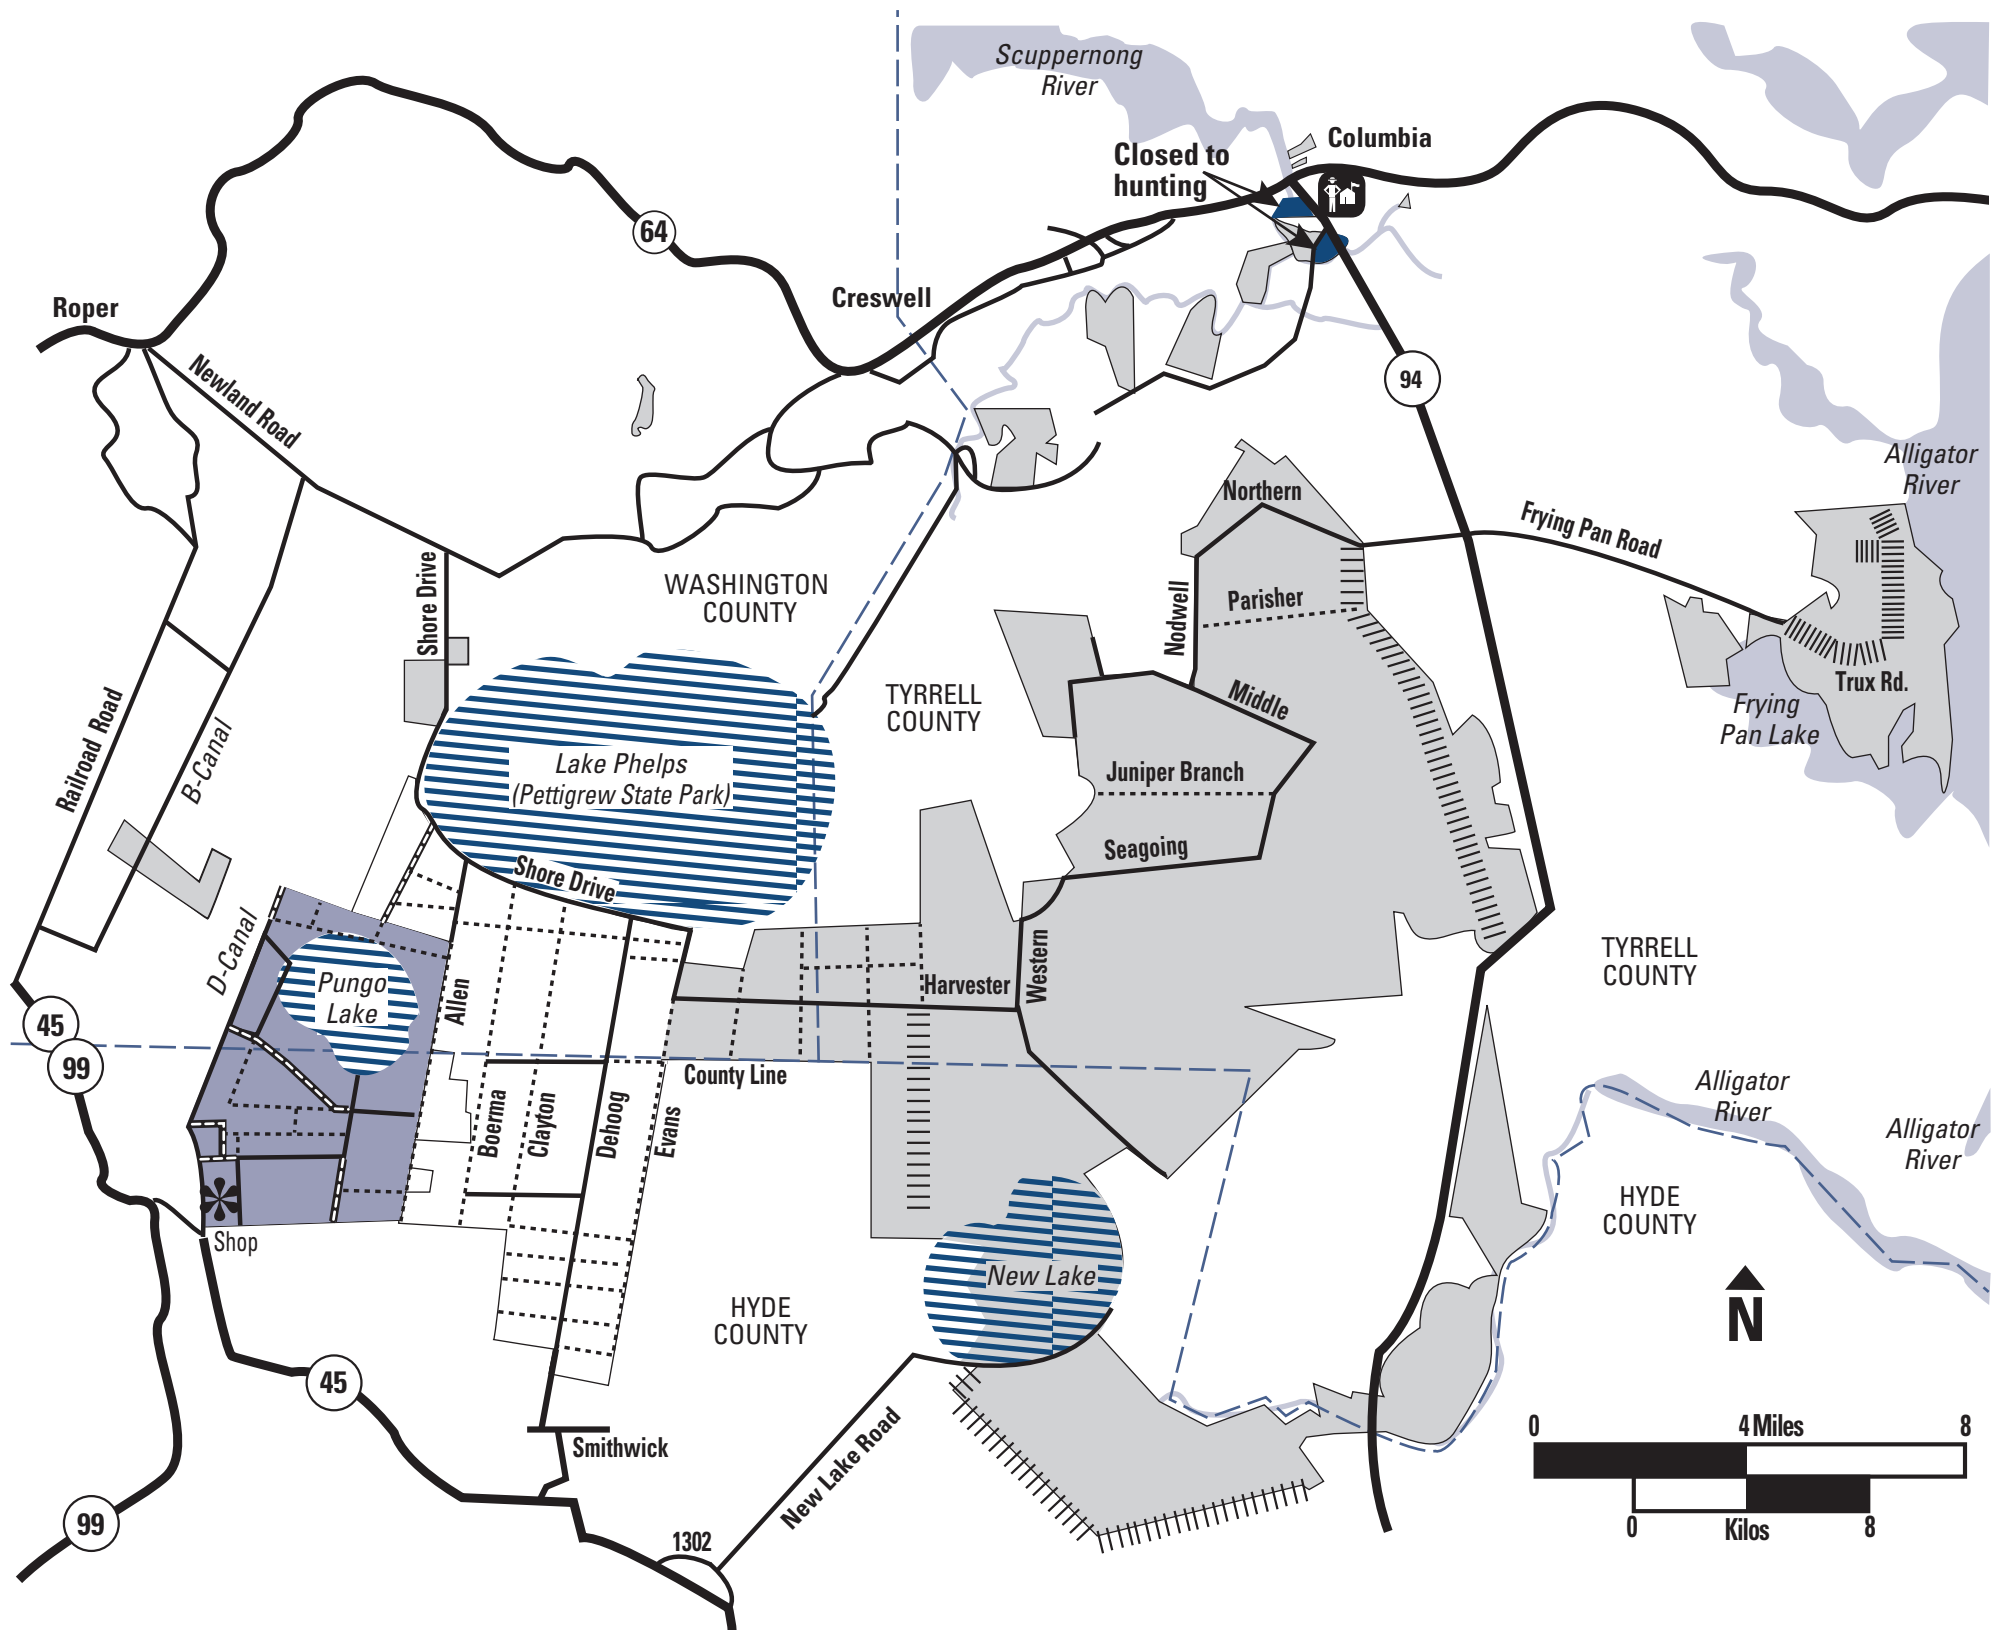 Scuppernong
River
Columbia
Closed to
hunting
64
Creswell
Roper
Newland Road
94
Alligator
River
Northern
Frying Pan Road
Shore Drive
WASHINGTON
COUNTY
Nodwell
Parisher
Trux Rd.
TYRRELL
COUNTY
Middle
Frying
Pan Lake
Railroad Road
B-Canal
Lake Phelps
(Pettigrew State Park)
Juniper Branch
Seagoing
Shore Drive
D-Canal
Pungo
Lake
Allen
Harvester
Western
TYRRELL
COUNTY
45
99
County Line
Boerma
Clayton
Dehoog
Evans
Alligator
River
Alligator
River
HYDE
COUNTY
Shop
New Lake
HYDE
COUNTY
N
45
Smithwick
New Lake Road
0 4 Miles 8
0 Kilos 8
99
1302